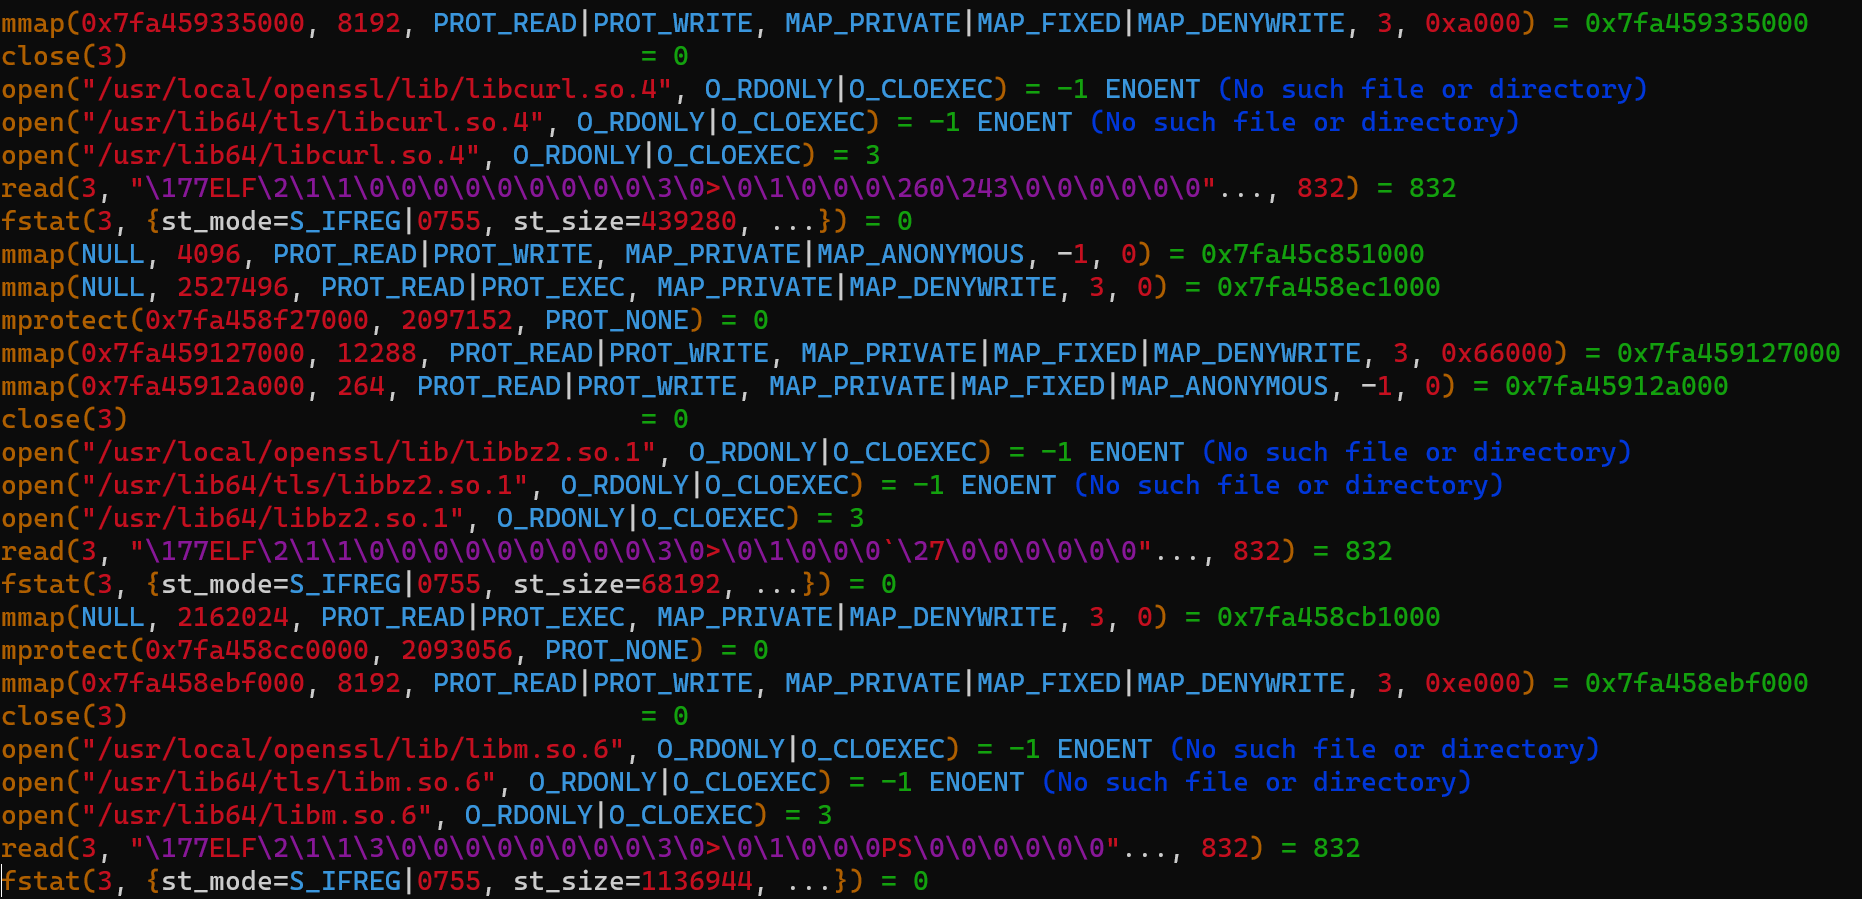 mmap(0x7fa459335000, 8192, PROT_READ|PROT_WRITE, MAP_PRIVATE|MAP_FIXED|MAP_DENYWRITE, 3, 0xa000) = 0x7fa459335000
close(3)                                = 0
open("/usr/local/openssl/lib/libcurl.so.4", O_RDONLY|O_CLOEXEC) = -1 ENOENT (No such file or directory)
open("/usr/lib64/tls/libcurl.so.4", O_RDONLY|O_CLOEXEC) = -1 ENOENT (No such file or directory)
open("/usr/lib64/libcurl.so.4", O_RDONLY|O_CLOEXEC) = 3
read(3, "\177ELF\2\1\1\0\0\0\0\0\0\0\0\0\3\0>\0\1\0\0\0\260\243\0\0\0\0\0\0"..., 832) = 832
fstat(3, {st_mode=S_IFREG|0755, st_size=439280, ...}) = 0
mmap(NULL, 4096, PROT_READ|PROT_WRITE, MAP_PRIVATE|MAP_ANONYMOUS, -1, 0) = 0x7fa45c851000
mmap(NULL, 2527496, PROT_READ|PROT_EXEC, MAP_PRIVATE|MAP_DENYWRITE, 3, 0) = 0x7fa458ec1000
mprotect(0x7fa458f27000, 2097152, PROT_NONE) = 0
mmap(0x7fa459127000, 12288, PROT_READ|PROT_WRITE, MAP_PRIVATE|MAP_FIXED|MAP_DENYWRITE, 3, 0x66000) = 0x7fa459127000
mmap(0x7fa45912a000, 264, PROT_READ|PROT_WRITE, MAP_PRIVATE|MAP_FIXED|MAP_ANONYMOUS, -1, 0) = 0x7fa45912a000
close(3)                                = 0
open("/usr/local/openssl/lib/libbz2.so.1", O_RDONLY|O_CLOEXEC) = -1 ENOENT (No such file or directory)
open("/usr/lib64/tls/libbz2.so.1", O_RDONLY|O_CLOEXEC) = -1 ENOENT (No such file or directory)
open("/usr/lib64/libbz2.so.1", O_RDONLY|O_CLOEXEC) = 3
read(3, "\177ELF\2\1\1\0\0\0\0\0\0\0\0\0\3\0>\0\1\0\0\0`\27\0\0\0\0\0\0"..., 832) = 832
fstat(3, {st_mode=S_IFREG|0755, st_size=68192, ...}) = 0
mmap(NULL, 2162024, PROT_READ|PROT_EXEC, MAP_PRIVATE|MAP_DENYWRITE, 3, 0) = 0x7fa458cb1000
mprotect(0x7fa458cc0000, 2093056, PROT_NONE) = 0
mmap(0x7fa458ebf000, 8192, PROT_READ|PROT_WRITE, MAP_PRIVATE|MAP_FIXED|MAP_DENYWRITE, 3, 0xe000) = 0x7fa458ebf000
close(3)                                = 0
open("/usr/local/openssl/lib/libm.so.6", O_RDONLY|O_CLOEXEC) = -1 ENOENT (No such file or directory)
open("/usr/lib64/tls/libm.so.6", O_RDONLY|O_CLOEXEC) = -1 ENOENT (No such file or directory)
open("/usr/lib64/libm.so.6", O_RDONLY|O_CLOEXEC) = 3
read(3, "\177ELF\2\1\1\3\0\0\0\0\0\0\0\0\3\0>\0\1\0\0\0PS\0\0\0\0\0\0"..., 832) = 832
fstat(3, {st_mode=S_IFREG|0755, st_size=1136944, ...}) = 0